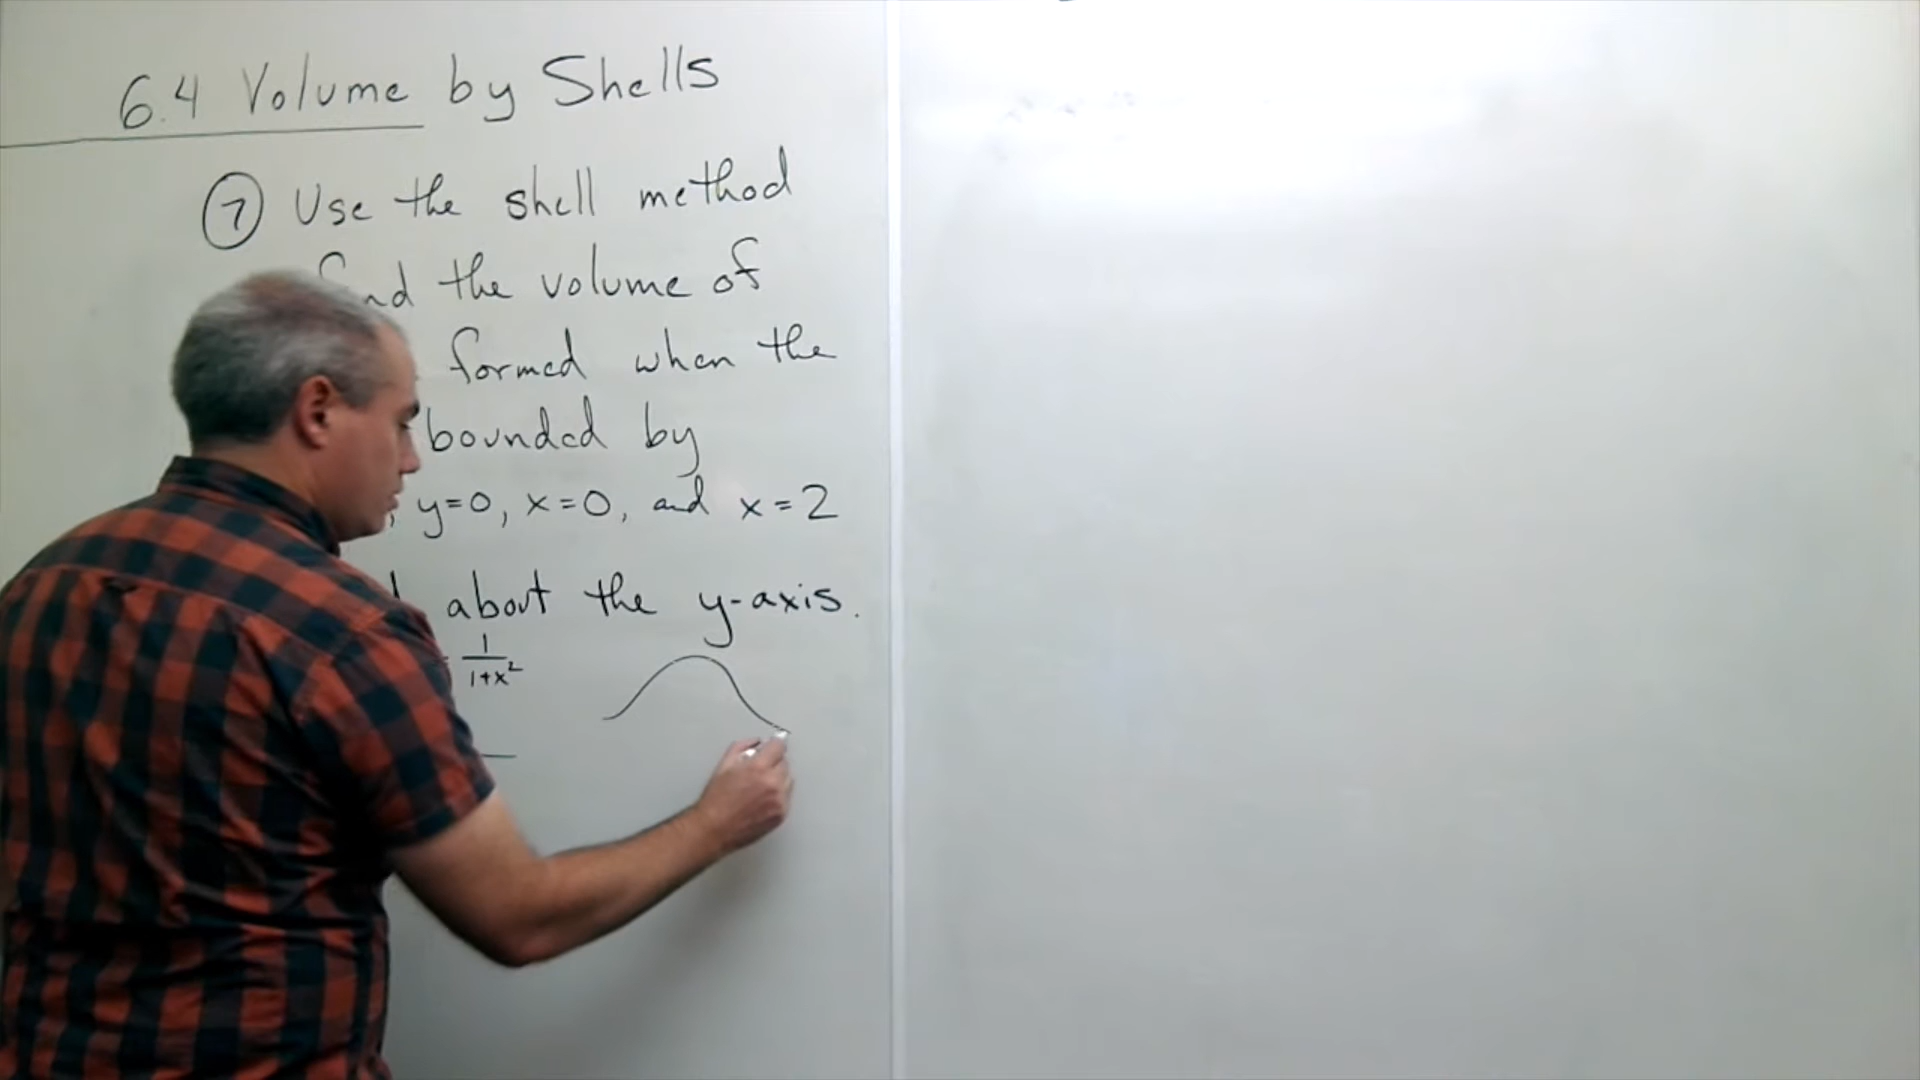 6.4 Volume by Shells
⑦ Use the shell method
find the volume of
formed when the
bounded by
, y=0, x=0, and x=2
about the y-axis.
1/(1+x²)